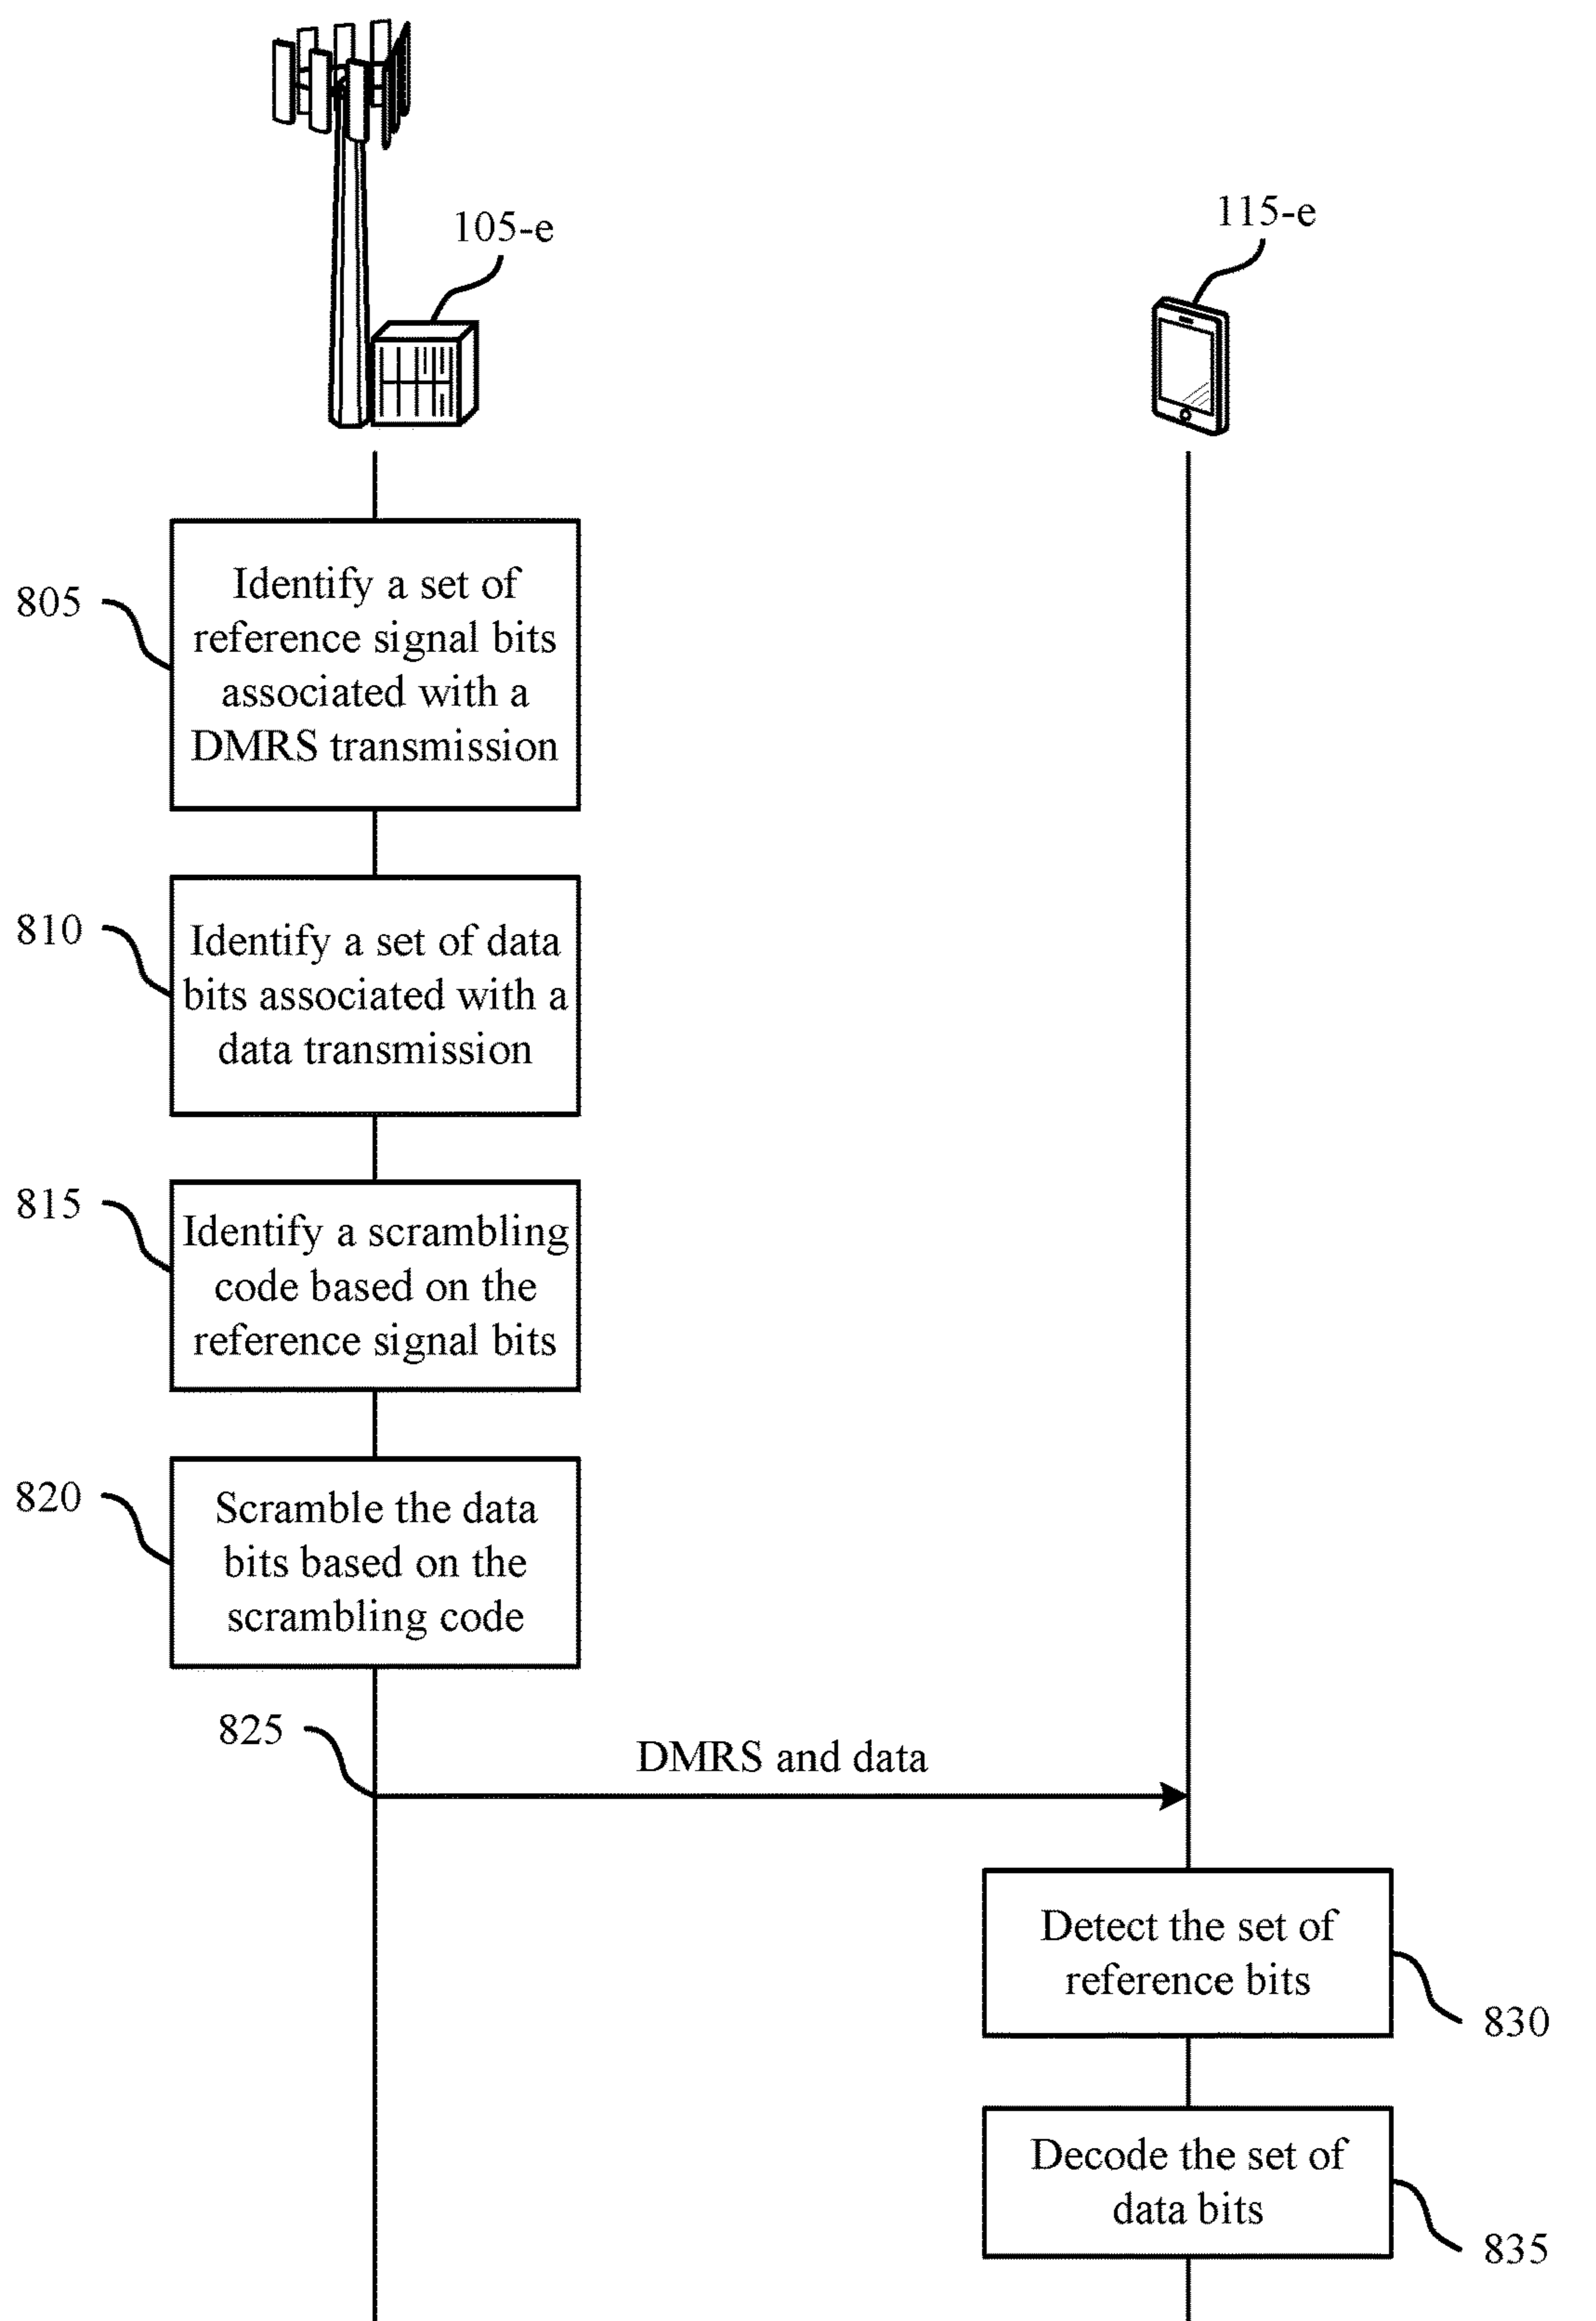 105-e
115-e
805
Identify a set of
reference signal bits
associated with a
DMRS transmission
810
Identify a set of data
bits associated with a
data transmission
815
Identify a scrambling
code based on the
reference signal bits
820
Scramble the data
bits based on the
scrambling code
825
DMRS and data
Detect the set of
reference bits
830
Decode the set of
data bits
835